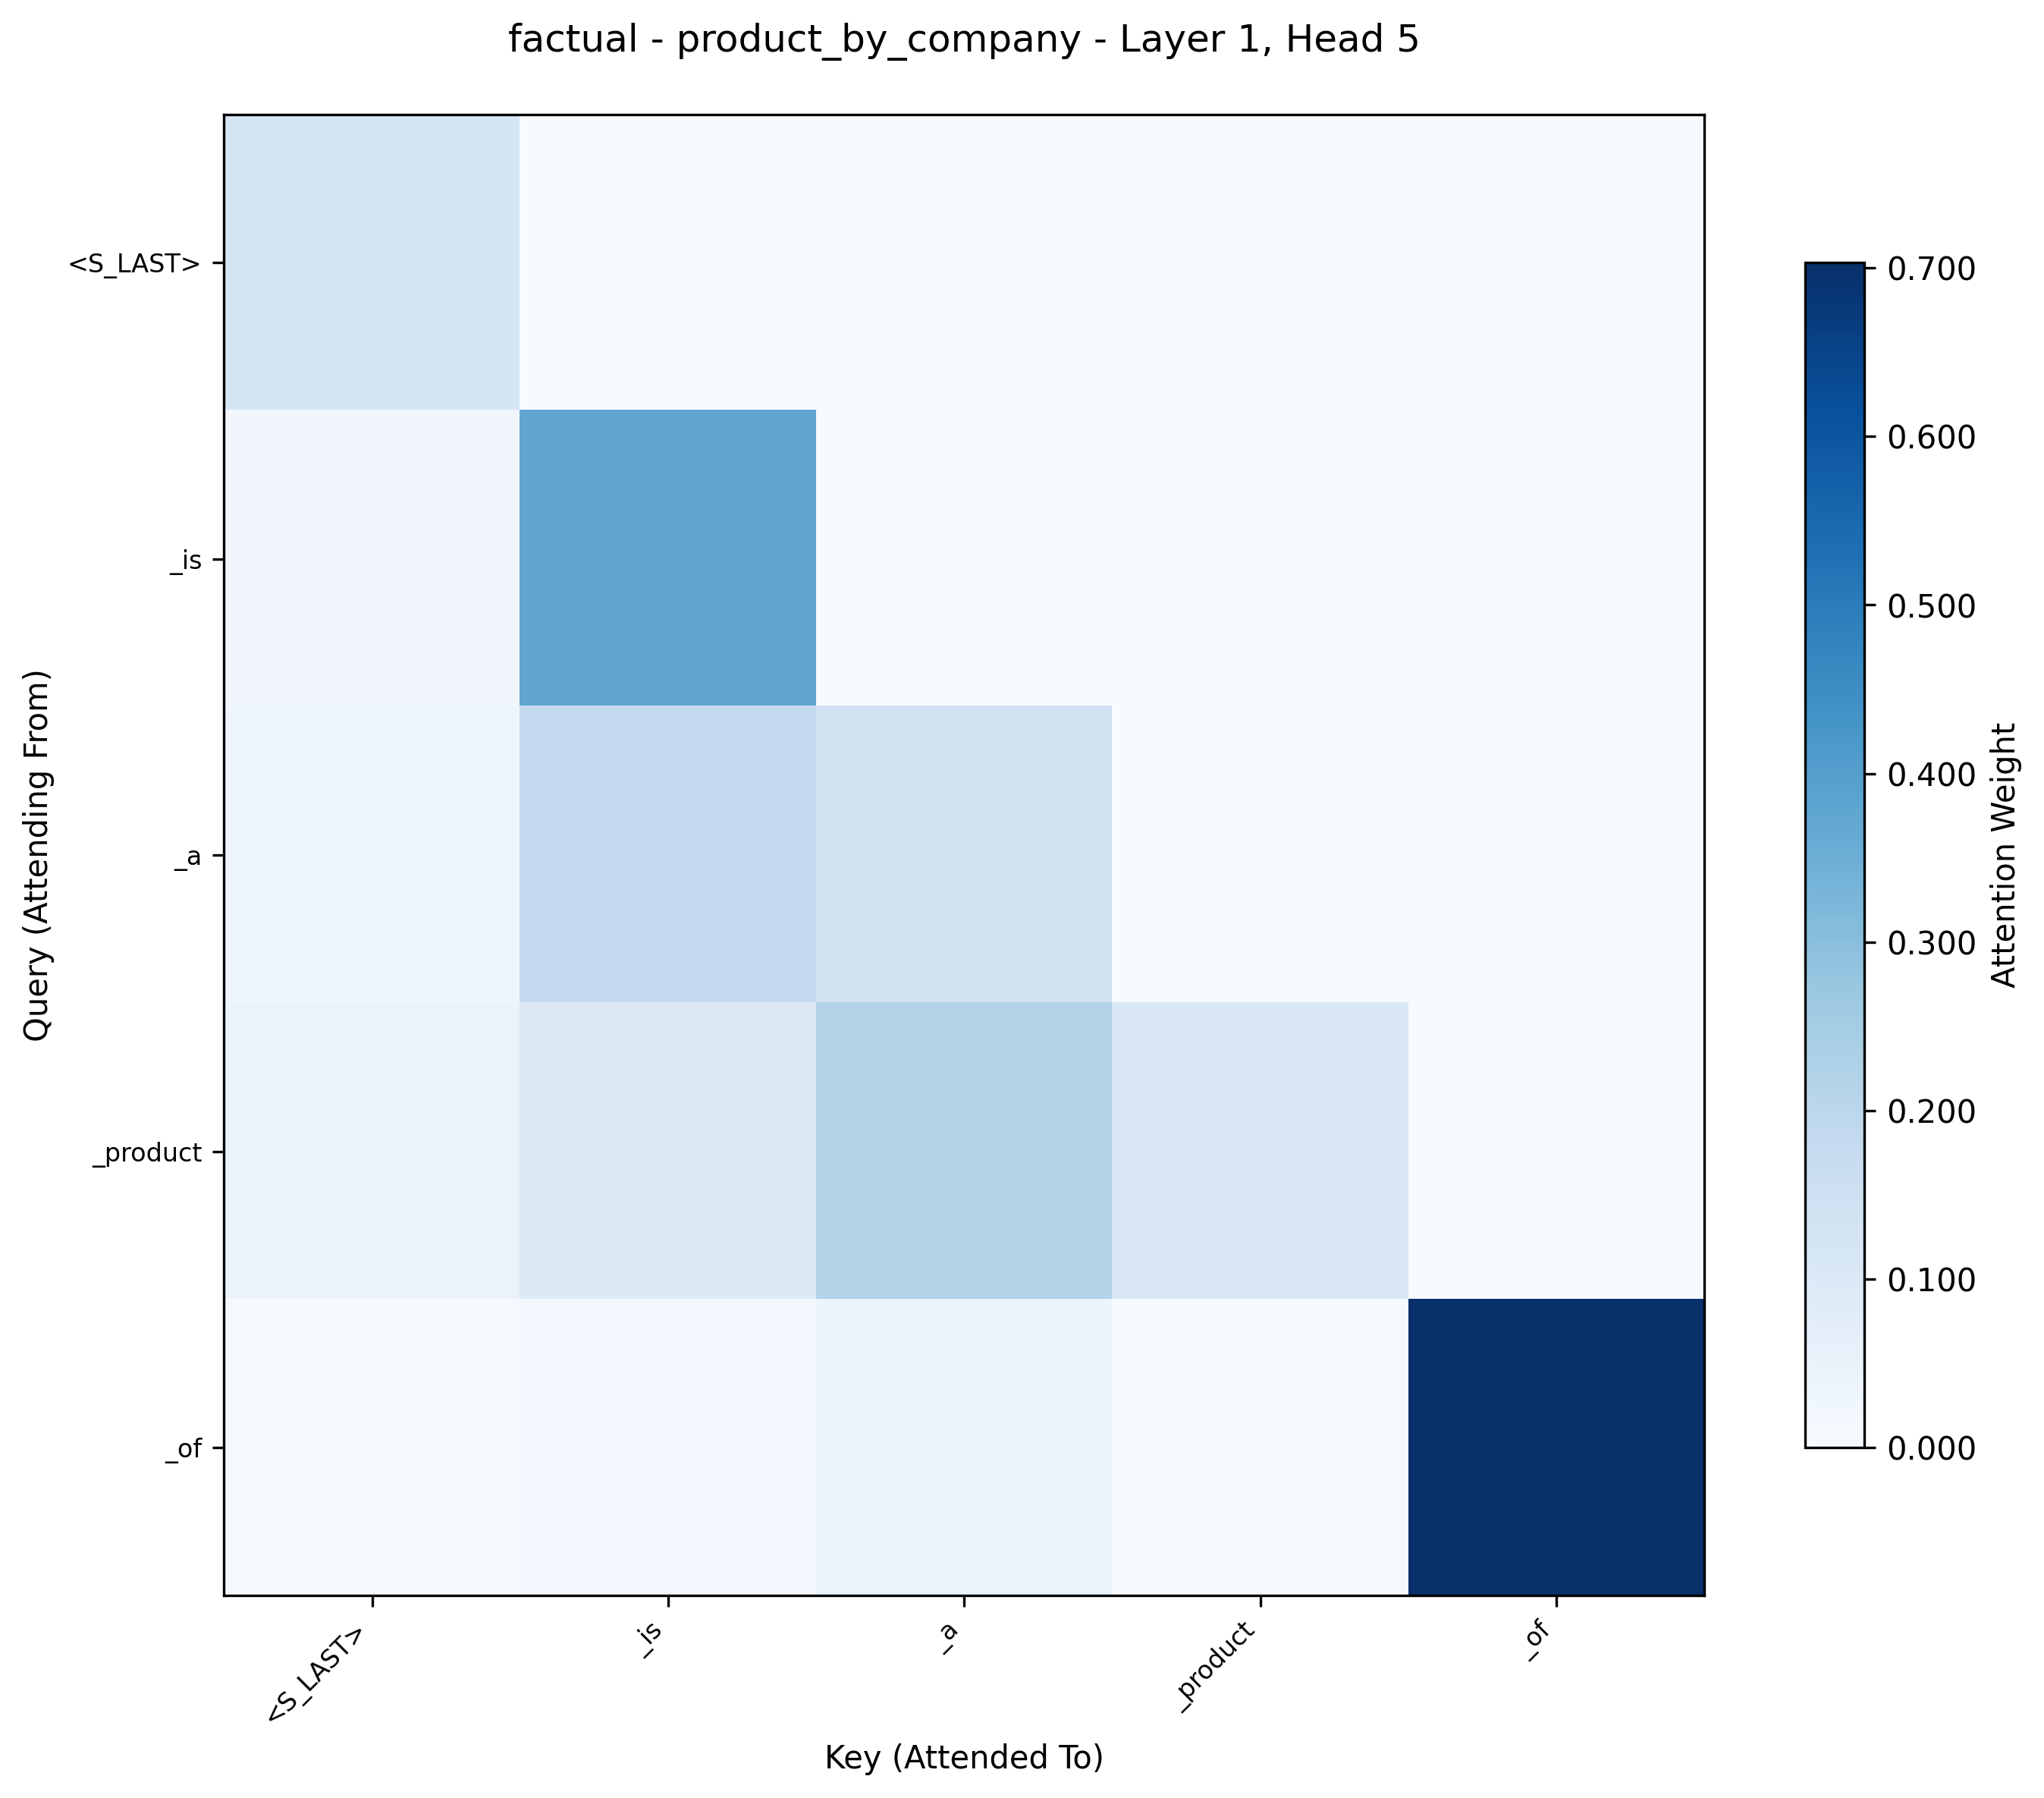 factual - product_by_company - Layer 1, Head 5
Query (Attending From)
<S_LAST>
_is
_a
_product
_of
<S_LAST>
_is
_a
_product
_of
Key (Attended To)
0.700
0.600
0.500
0.400
0.300
0.200
0.100
0.000
Attention Weight